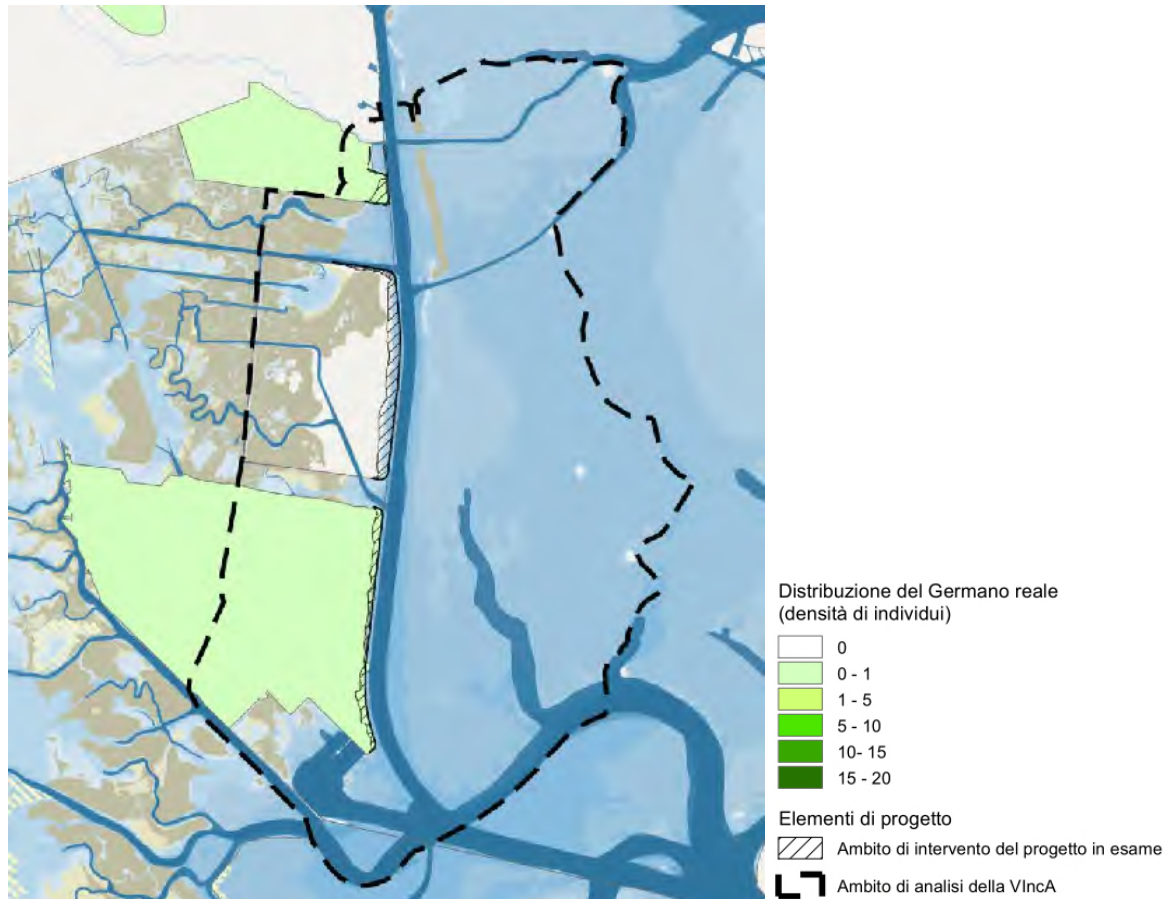 Distribuzione del Germano reale
(densità di individui)
0
0 - 1
1 - 5
5 - 10
10- 15
15 - 20
Elementi di progetto
Ambito di intervento del progetto in esame
Ambito di analisi della VIncA